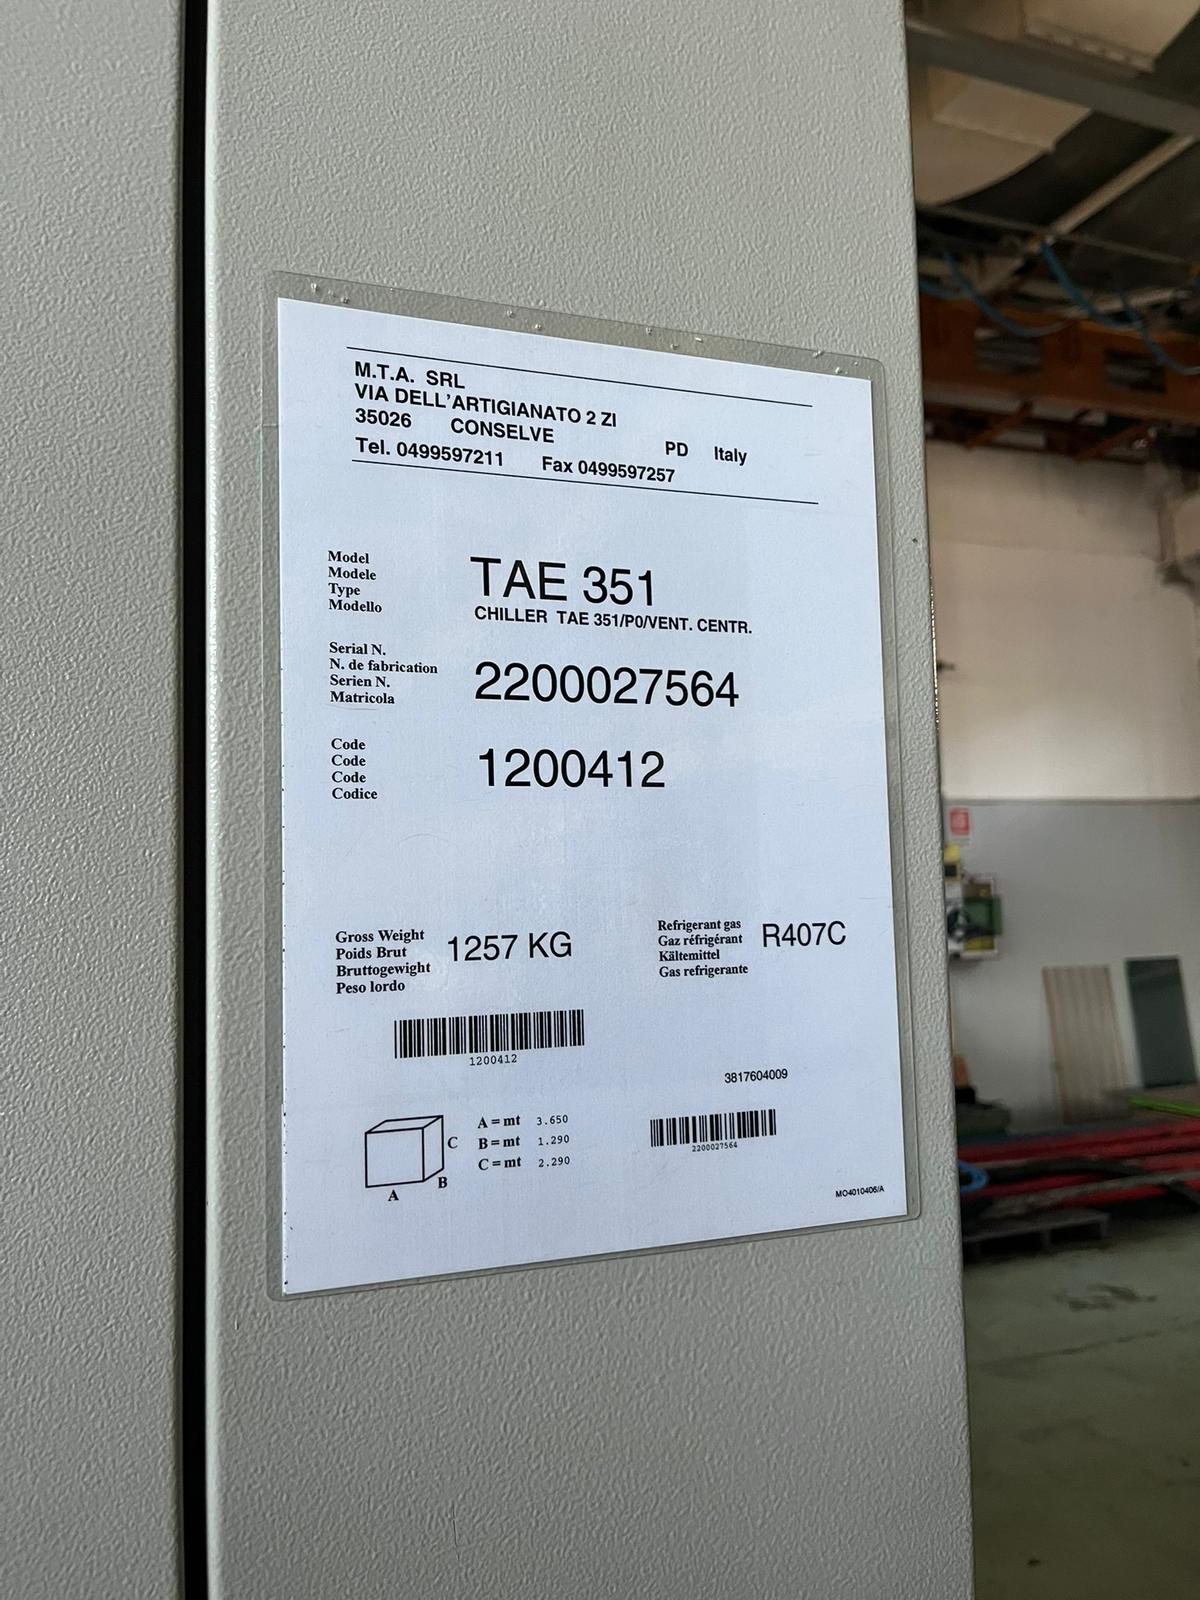 M.T.A. SRL
VIA DELL'ARTIGIANATO 2 ZI
35026 CONSELVE PD Italy
Tel. 0499597211 Fax 0499597257
Model
Modele
Type
Modello
TAE 351
CHILLER TAE 351/P0/VENT. CENTR.
Serial N.
N. de fabrication
Serien N.
Matricola
2200027564
Code
Code
Code
Codice
1200412
Gross Weight
Poids Brut
Bruttogewight
Peso lordo
1257 KG
Refrigerant gas
Gaz réfrigérant
Kältemittel
Gas refrigerante
R407C
1200412
3817604009
A = mt 3.650
B = mt 1.290
C = mt 2.290
C
B
A
2200027564
MO4010406/A